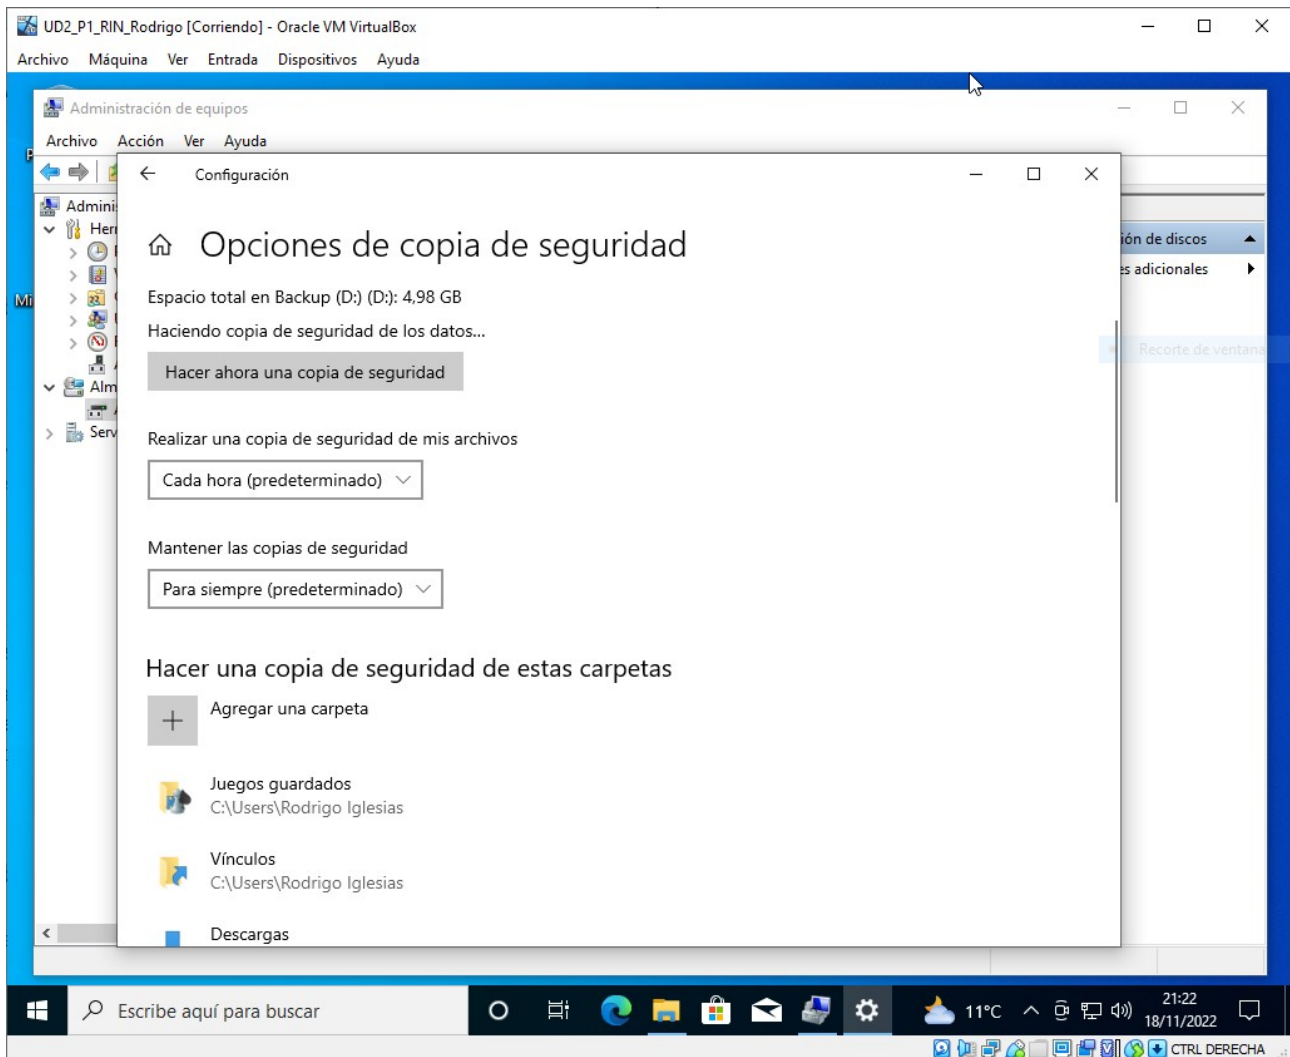 UD2_P1_RIN_Rodrigo [Corriendo] - Oracle VM VirtualBox
Archivo Máquina Ver Entrada Dispositivos Ayuda
Administración de equipos
Archivo Acción Ver Ayuda
Configuración
Admini
Her
Opciones de copia de seguridad
ión de discos
es adicionales
Espacio total en Backup (D:) (D:): 4,98 GB
Mi
Haciendo copia de seguridad de los datos...
Recorte de ventana
Hacer ahora una copia de seguridad
Alm
Serv
Realizar una copia de seguridad de mis archivos
Cada hora (predeterminado)
Mantener las copias de seguridad
Para siempre (predeterminado)
Hacer una copia de seguridad de estas carpetas
Agregar una carpeta
Juegos guardados
C:\Users\Rodrigo Iglesias
Vínculos
C:\Users\Rodrigo Iglesias
Descargas
Escribe aquí para buscar
11°C
21:22
18/11/2022
CTRL DERECHA